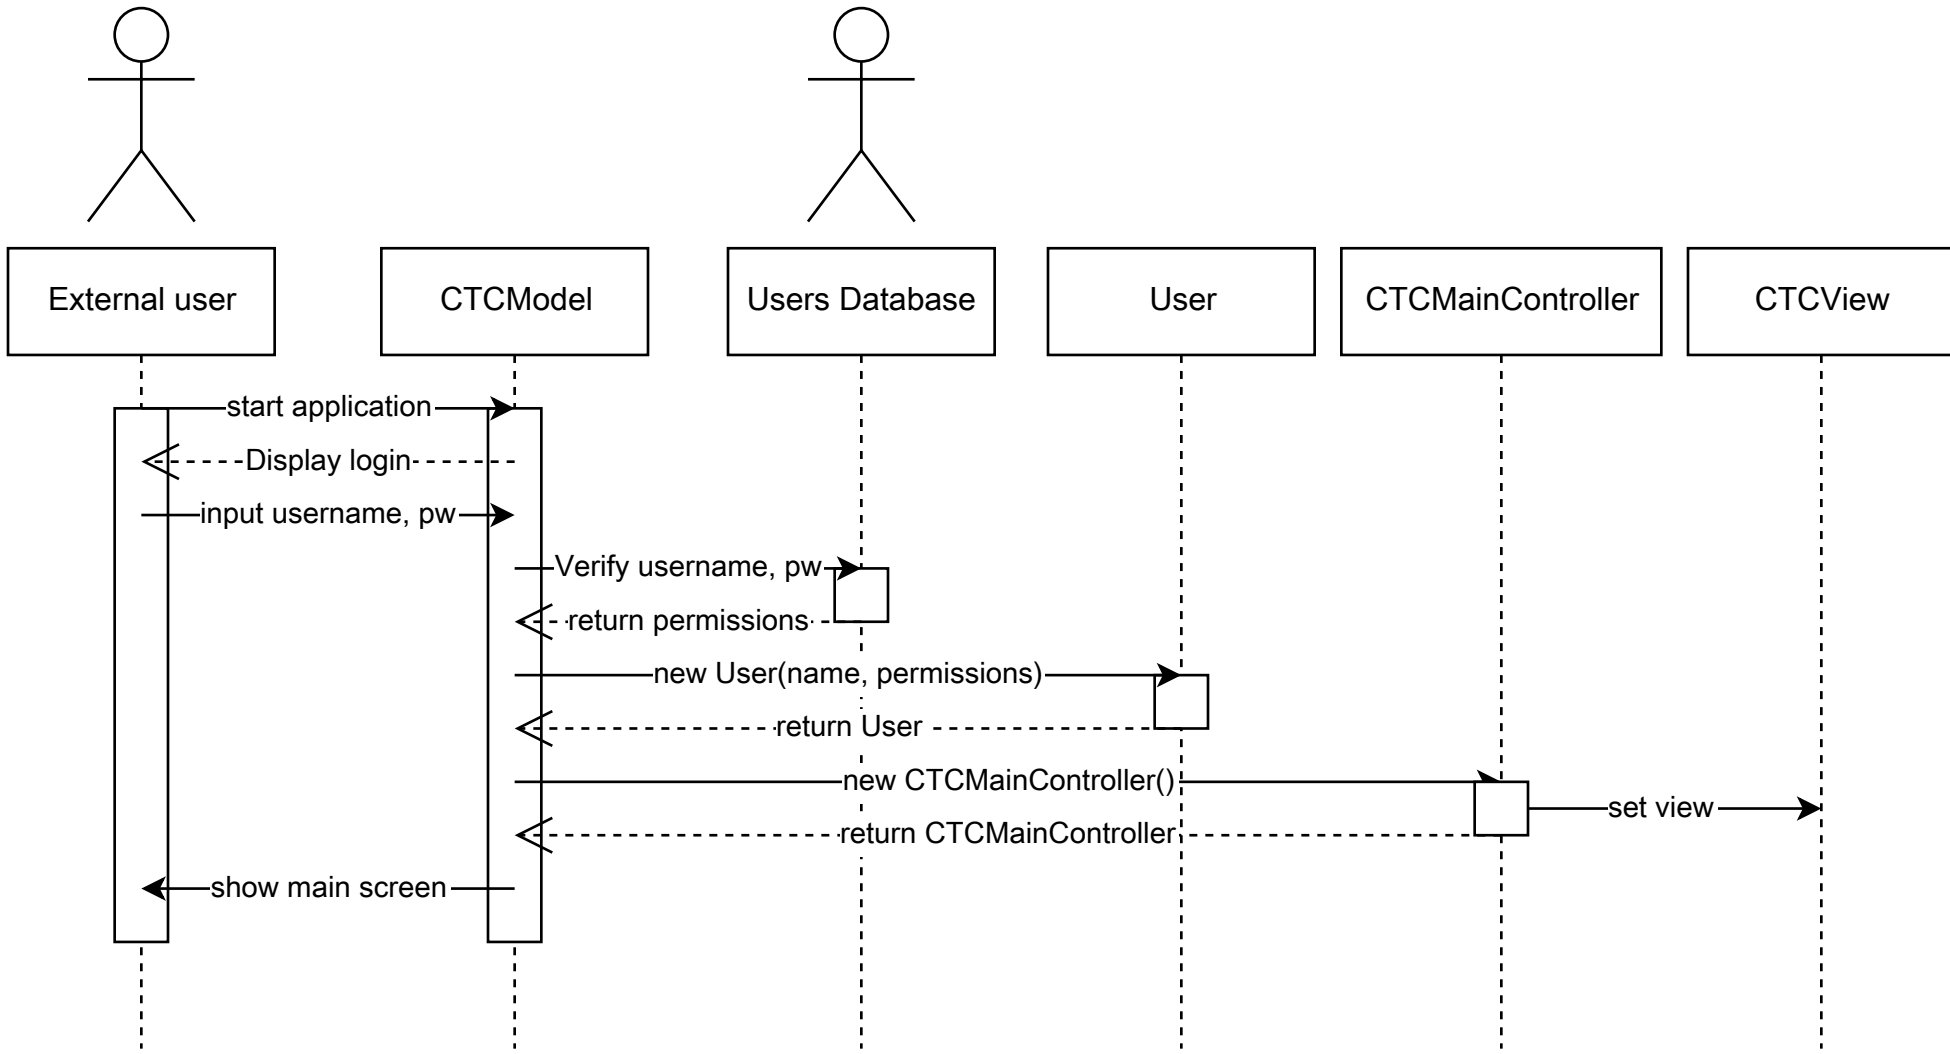 External user
CTCModel
Users Database
User
CTCMainController
CTCView
start application
Display login
input username, pw
Verify username, pw
return permissions
new User(name, permissions)
return User
new CTCMainController()
set view
return CTCMainController
show main screen